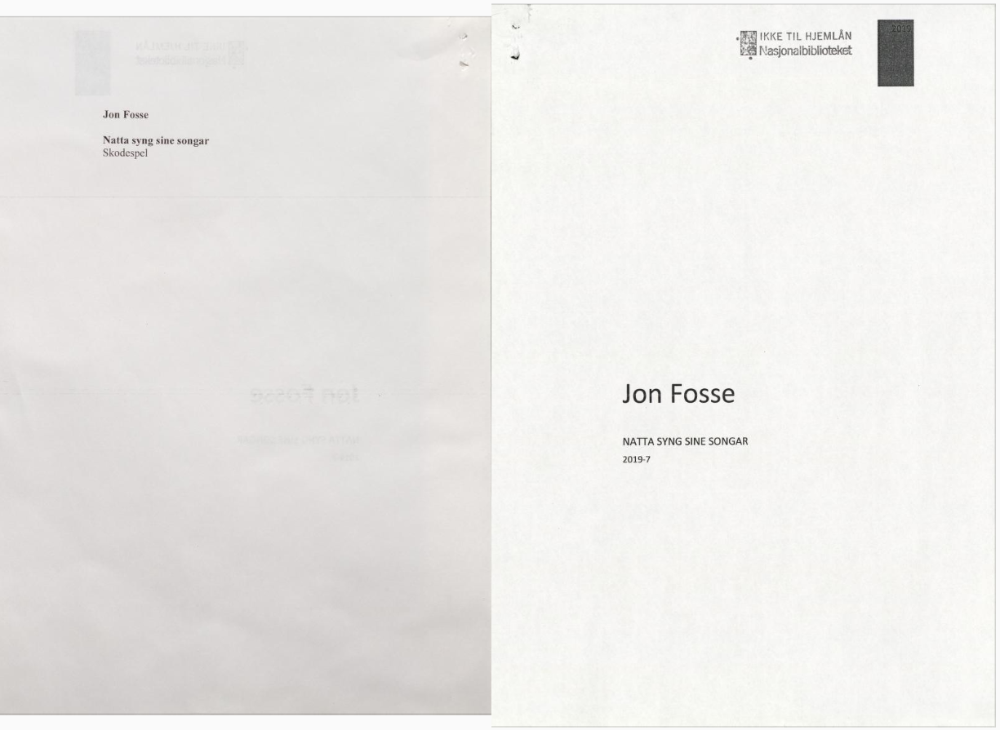 Jon Fosse
Natta syng sine songar
Skodespel
IKKE TIL HJEMLÅN
Nasjonalbiblioteket
2019
Jon Fosse
NATTA SYNG SINE SONGAR
2019-7